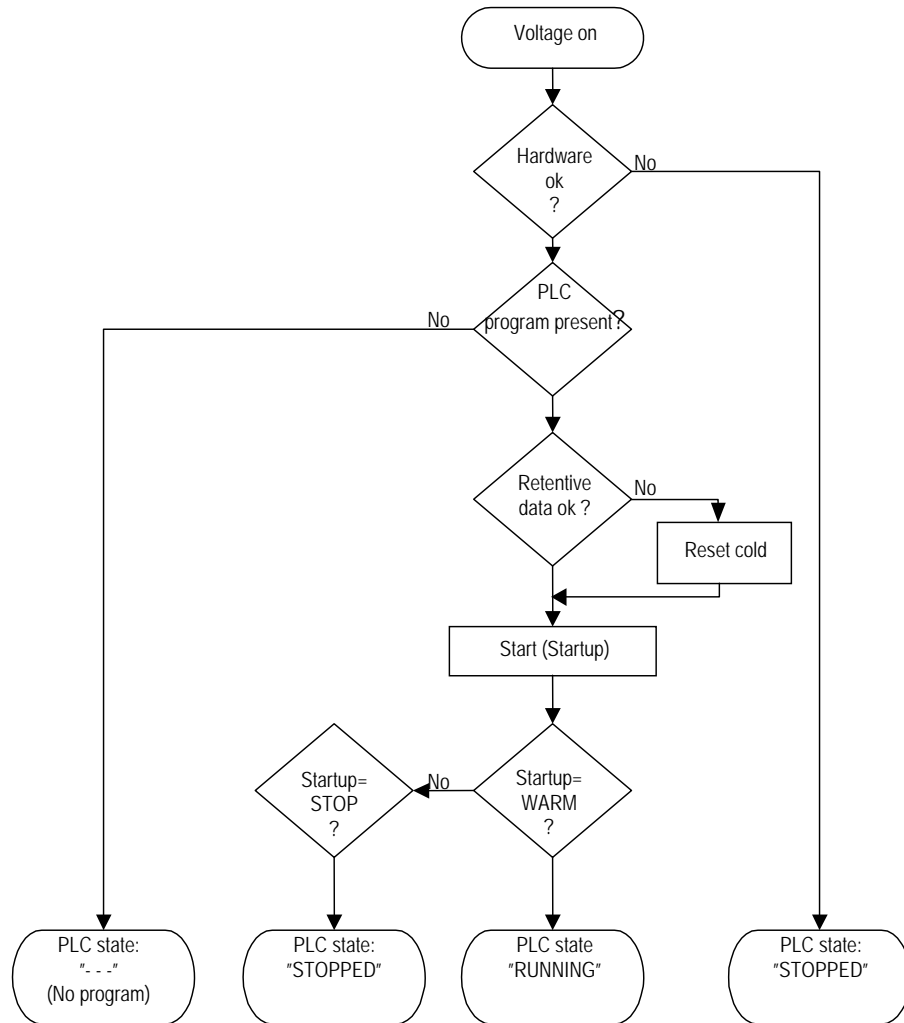 Voltage on
Hardware
ok
?
No
PLC
program present?
No
Retentive
data ok ?
No
Reset cold
Start (Startup)
Startup=
STOP
?
No
Startup=
WARM
?
PLC state:
"- - -"
(No program)
PLC state:
"STOPPED"
PLC state
"RUNNING"
PLC state:
"STOPPED"